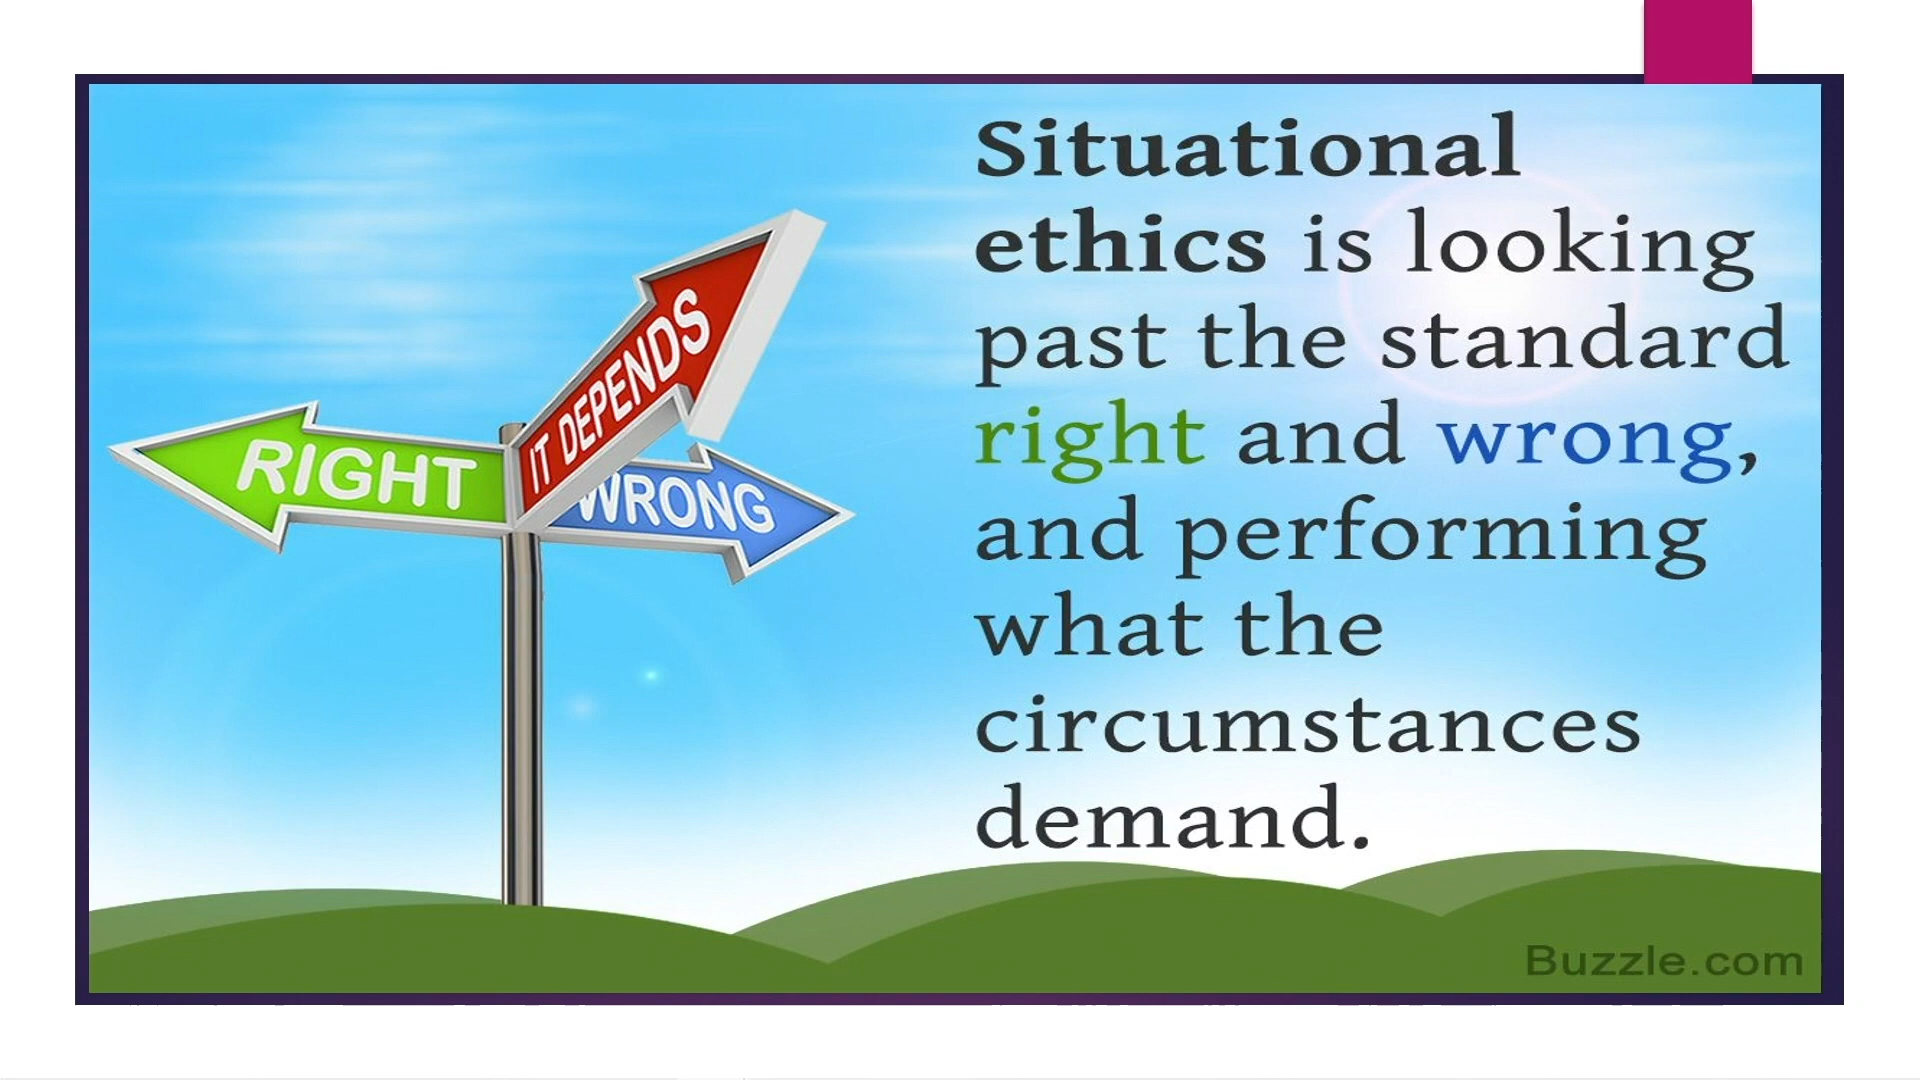 Situational
ethics is looking
past the standard
right and wrong,
and performing
what the
circumstances
demand.
RIGHT
IT DEPENDS
WRONG
Buzzle.com